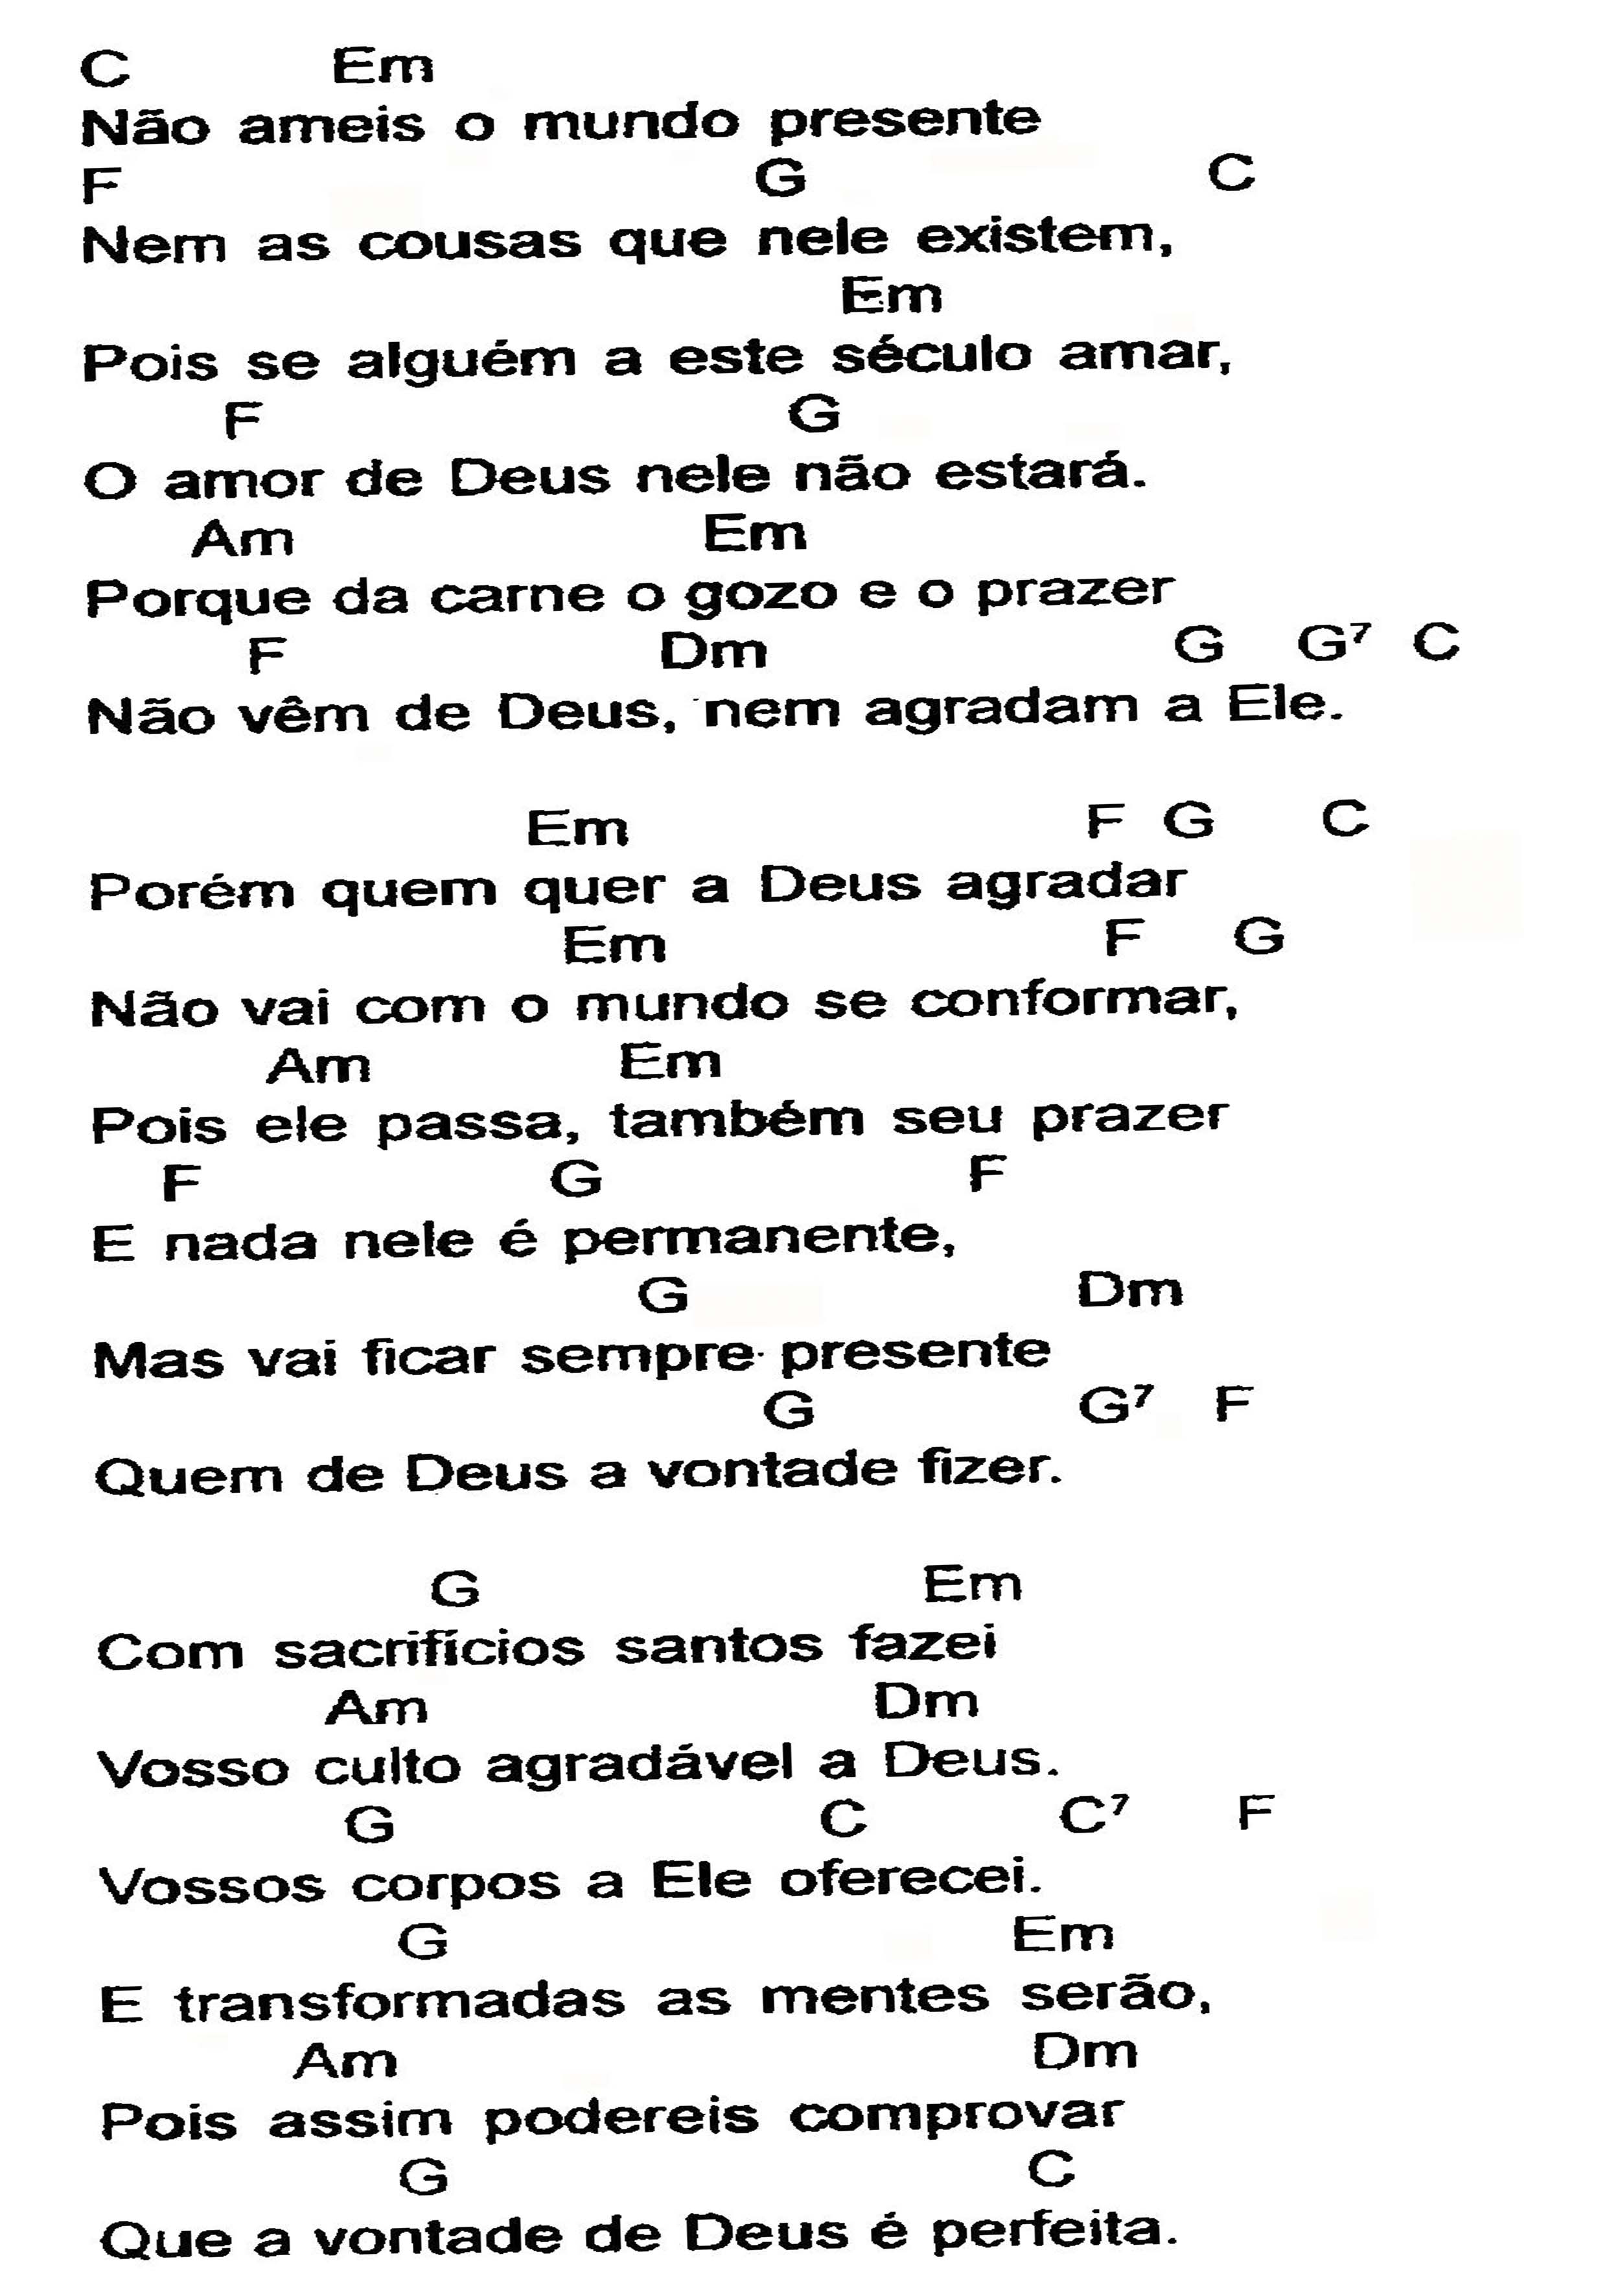 C Em
Não ameis o mundo presente
F G C
Nem as cousas que nele existem,
Em
Pois se alguém a este século amar,
F G
O amor de Deus nele não estará.
Am Em
Porque da carne o gozo e o prazer
F Dm G G⁷ C
Não vêm de Deus, nem agradam a Ele.
Em F G C
Porém quem quer a Deus agradar
Em F G
Não vai com o mundo se conformar,
Am Em
Pois ele passa, também seu prazer
F G F
E nada nele é permanente,
G Dm
Mas vai ficar sempre presente
G G⁷ F
Quem de Deus a vontade fizer.
G Em
Com sacrifícios santos fazei
Am Dm
Vosso culto agradável a Deus.
G C C⁷ F
Vossos corpos a Ele oferecei.
G Em
E transformadas as mentes serão,
Am Dm
Pois assim podereis comprovar
G C
Que a vontade de Deus é perfeita.